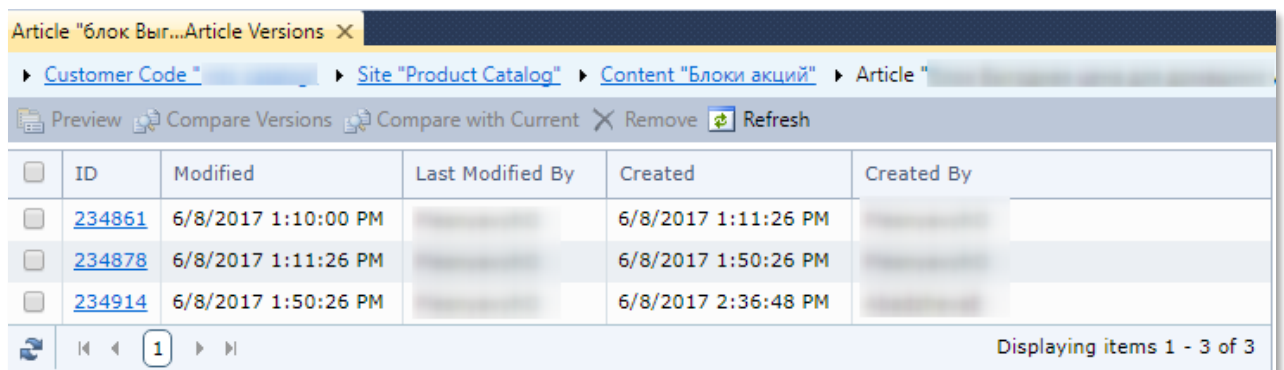 Article "блок Выг...Article Versions
Customer Code " Site "Product Catalog" Content "Блоки акций" Article "
Preview Compare Versions Compare with Current Remove Refresh
ID Modified Last Modified By Created Created By
234861 6/8/2017 1:10:00 PM 6/8/2017 1:11:26 PM
234878 6/8/2017 1:11:26 PM 6/8/2017 1:50:26 PM
234914 6/8/2017 1:50:26 PM 6/8/2017 2:36:48 PM
1 Displaying items 1 - 3 of 3